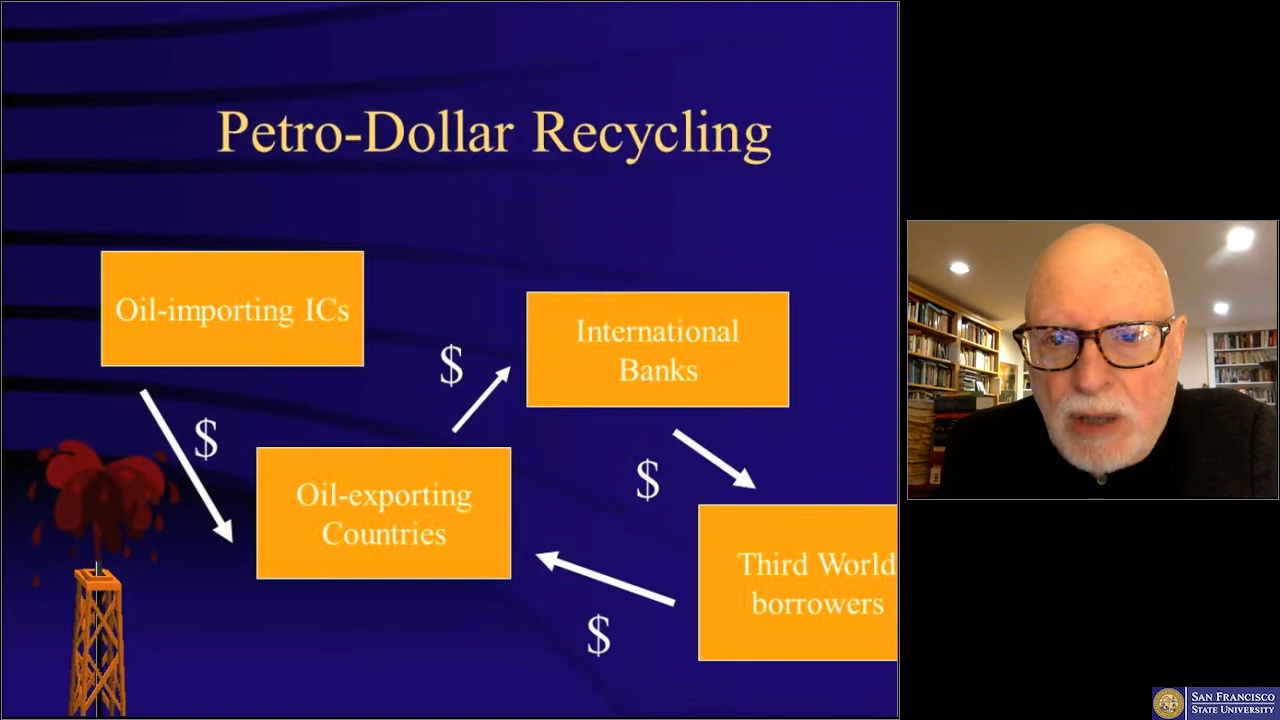 Petro-Dollar Recycling
Oil-importing ICs
International
Banks
$
$
Oil-exporting
Countries
$
Third World
borrowers
$
SAN FRANCISCO
STATE UNIVERSITY